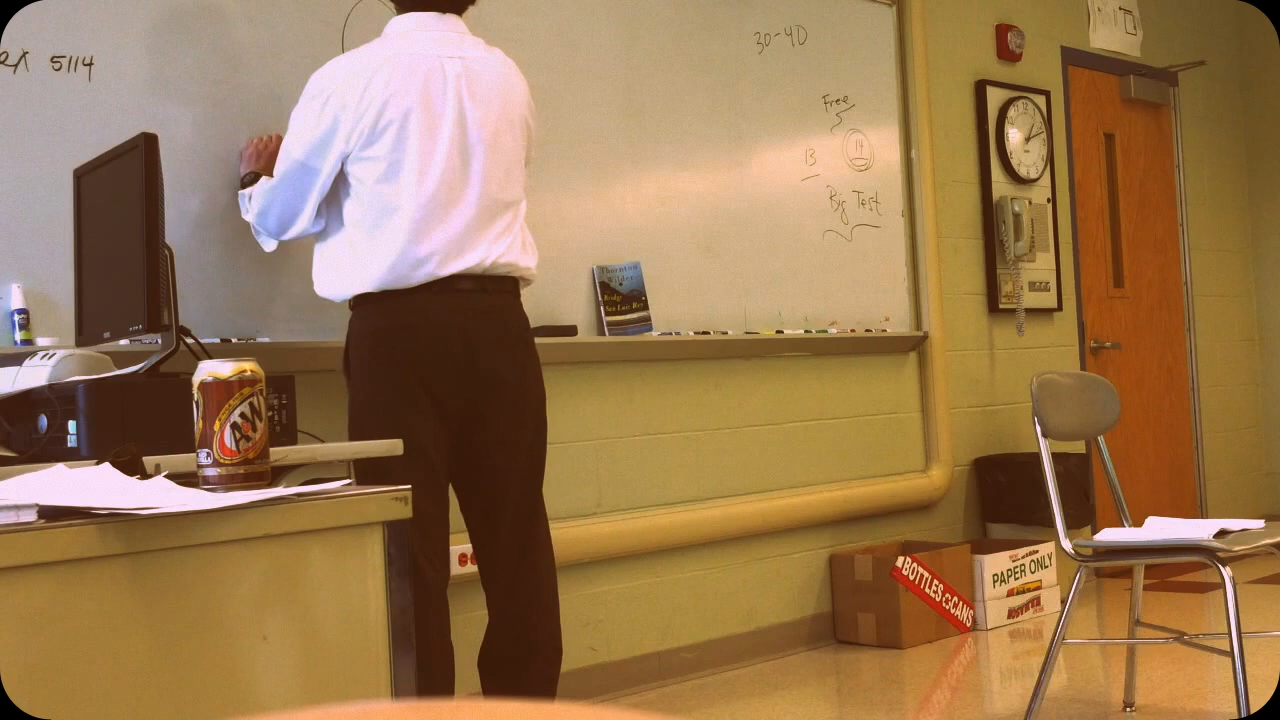 5114
30-40
Free
13
14
Big Test
Thornton
Wilder
Bridge
San Luis Rey
A&W
BOTTLES & CANS
PAPER ONLY